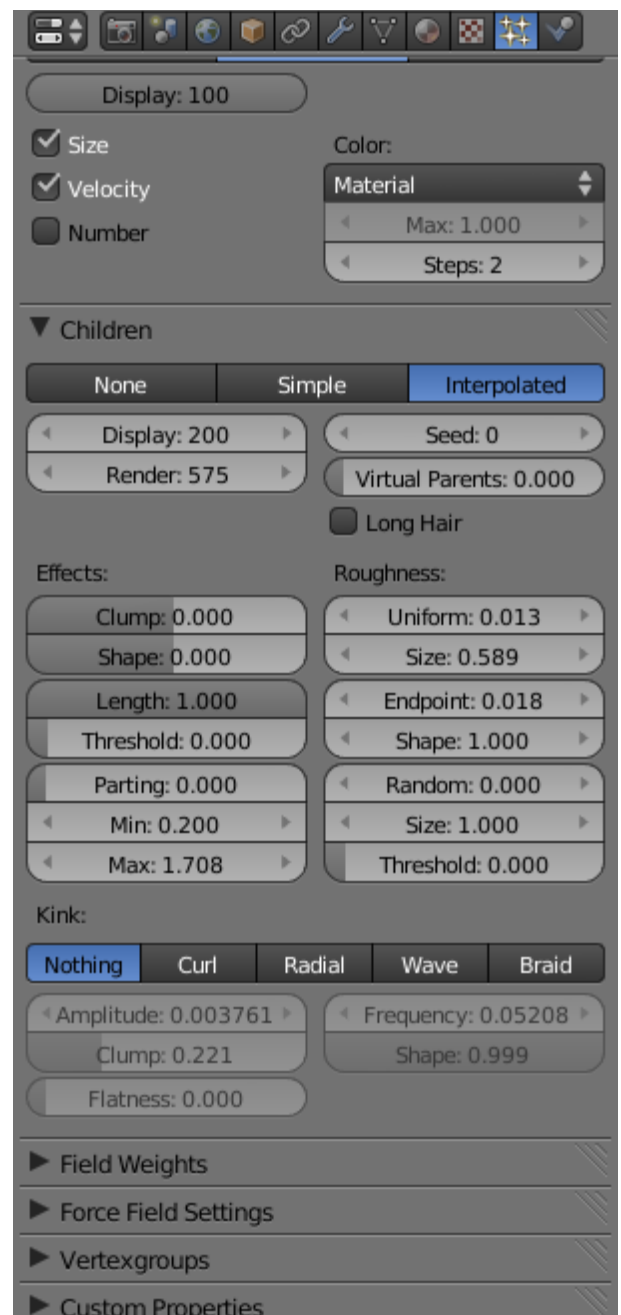 Display: 100
Size
Color:
Velocity
Material
Number
Max: 1.000
Steps: 2
Children
None Simple Interpolated
Display: 200 Seed: 0
Render: 575 Virtual Parents: 0.000
Long Hair
Effects: Roughness:
Clump: 0.000 Uniform: 0.013
Shape: 0.000 Size: 0.589
Length: 1.000 Endpoint: 0.018
Threshold: 0.000 Shape: 1.000
Parting: 0.000 Random: 0.000
Min: 0.200 Size: 1.000
Max: 1.708 Threshold: 0.000
Kink:
Nothing Curl Radial Wave Braid
Amplitude: 0.003761 Frequency: 0.05208
Clump: 0.221 Shape: 0.999
Flatness: 0.000
Field Weights
Force Field Settings
Vertexgroups
Custom Properties